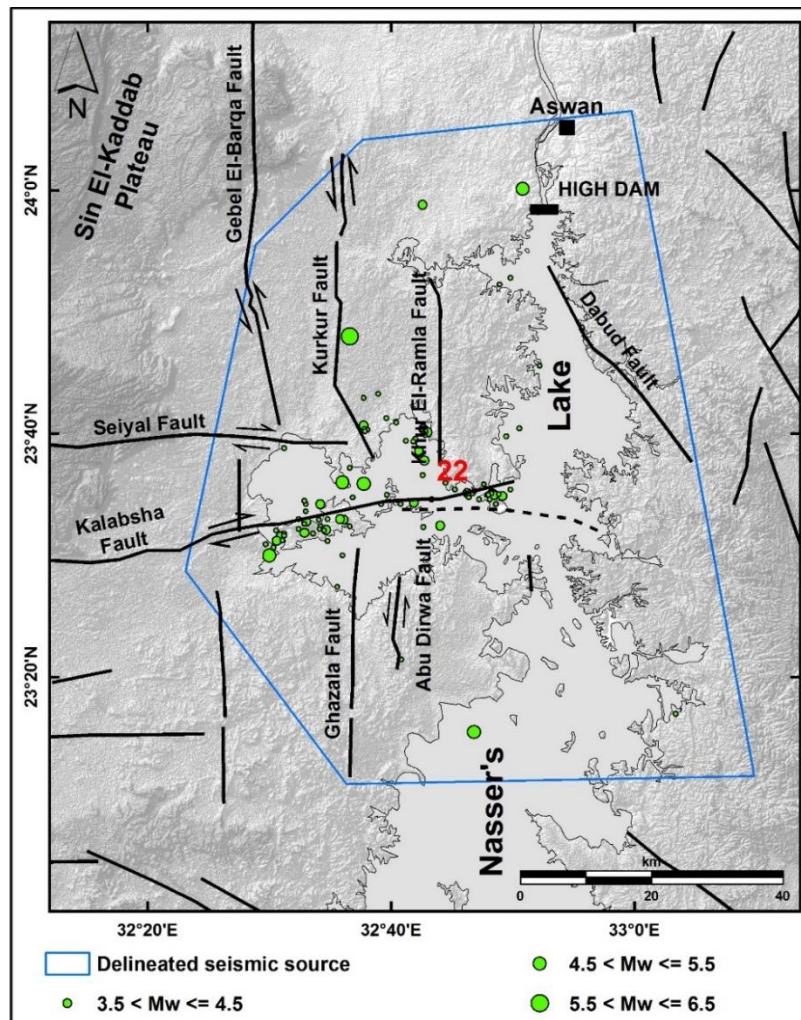 N
Sin El-Kaddab
Plateau
Gebel El-Barqa Fault
Aswan
HIGH DAM
24°0'N
Kurkur Fault
Khur El-Ramla Fault
Dabud Fault
Lake
Seiyal Fault
23°40'N
22
Kalabsha
Fault
Ghazala Fault
Abu Dirwa Fault
23°20'N
Nasser's
km
0 20 40
32°20'E 32°40'E 33°0'E
Delineated seismic source
4.5 < Mw <= 5.5
3.5 < Mw <= 4.5
5.5 < Mw <= 6.5